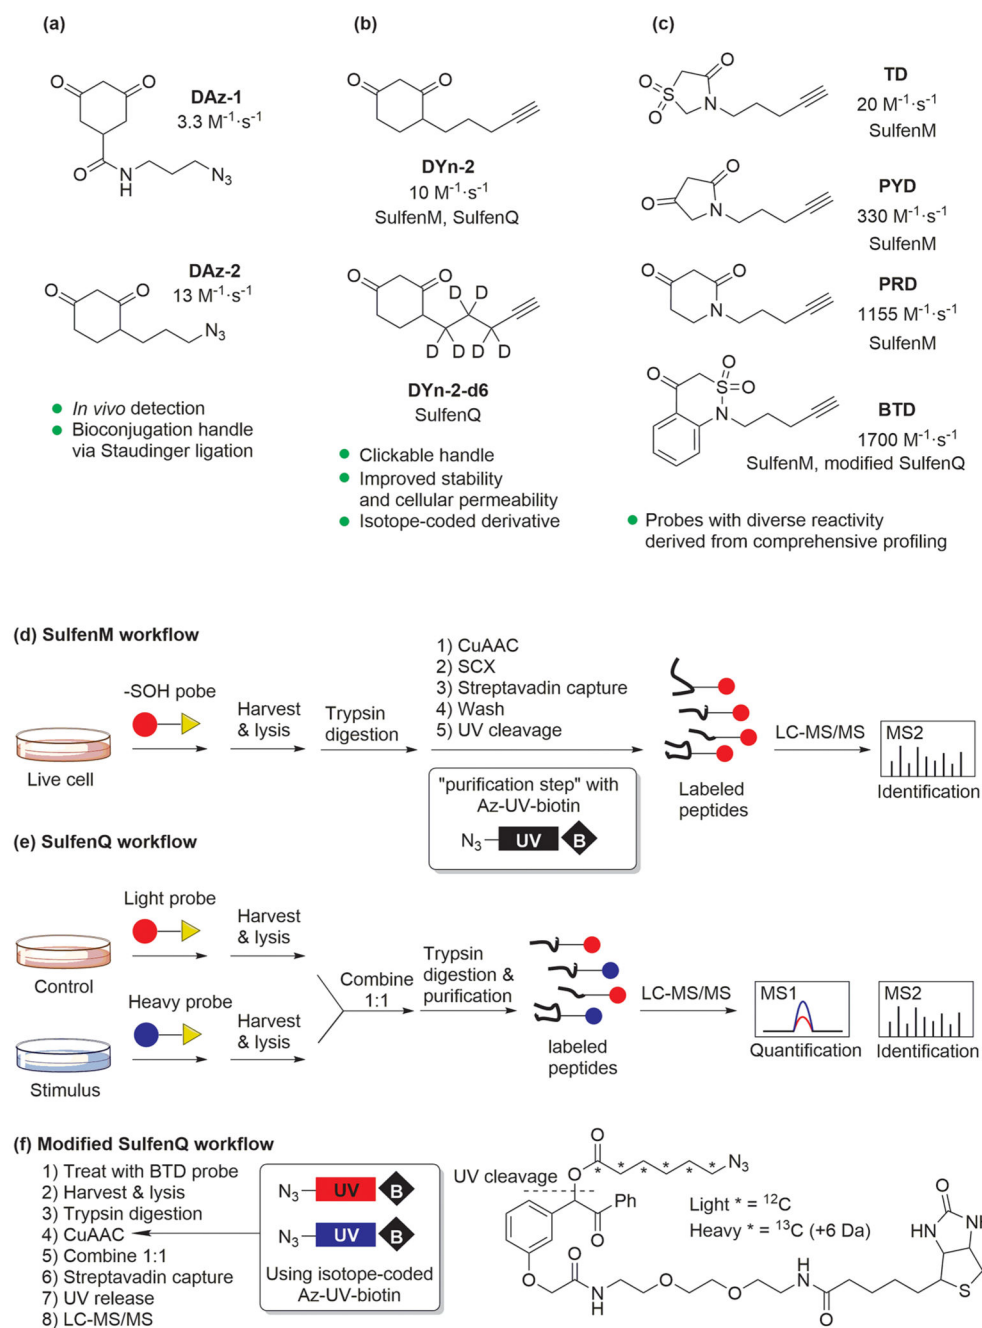 (a)
O O
DAz-1
3.3 M⁻¹·s⁻¹
O N
H
N₃
DAz-2
13 M⁻¹·s⁻¹
O O
N₃
In vivo detection
Bioconjugation handle
via Staudinger ligation
(b)
O O
DYn-2
10 M⁻¹·s⁻¹
SulfenM, SulfenQ
O O
D D
D D D D
DYn-2-d6
SulfenQ
Clickable handle
Improved stability
and cellular permeability
Isotope-coded derivative
(c)
O
O S N
O
TD
20 M⁻¹·s⁻¹
SulfenM
O
O N
PYD
330 M⁻¹·s⁻¹
SulfenM
O O
N
PRD
1155 M⁻¹·s⁻¹
SulfenM
O O
S O
N
BTD
1700 M⁻¹·s⁻¹
SulfenM, modified SulfenQ
Probes with diverse reactivity
derived from comprehensive profiling
(d) SulfenM workflow
Live cell
-SOH pobe
Harvest
& lysis
Trypsin
digestion
1) CuAAC
2) SCX
3) Streptavadin capture
4) Wash
5) UV cleavage
"purification step" with
Az-UV-biotin
N₃ UV B
Labeled
peptides
LC-MS/MS
MS2
Identification
(e) SulfenQ workflow
Light probe
Harvest
& lysis
Control
Heavy probe
Harvest
& lysis
Stimulus
Combine
1:1
Trypsin
digestion &
purification
labeled
peptides
LC-MS/MS
MS1
Quantification
MS2
Identification
(f) Modified SulfenQ workflow
1) Treat with BTD probe
2) Harvest & lysis
3) Trypsin digestion
4) CuAAC
5) Combine 1:1
6) Streptavadin capture
7) UV release
8) LC-MS/MS
N₃ UV B
N₃ UV B
Using isotope-coded
Az-UV-biotin
UV cleavage
O
O * * * * * * N₃
Ph
O
Light * = ¹²C
Heavy * = ¹³C (+6 Da)
O O
N
H
O O
H
N
O
O
HN NH
S